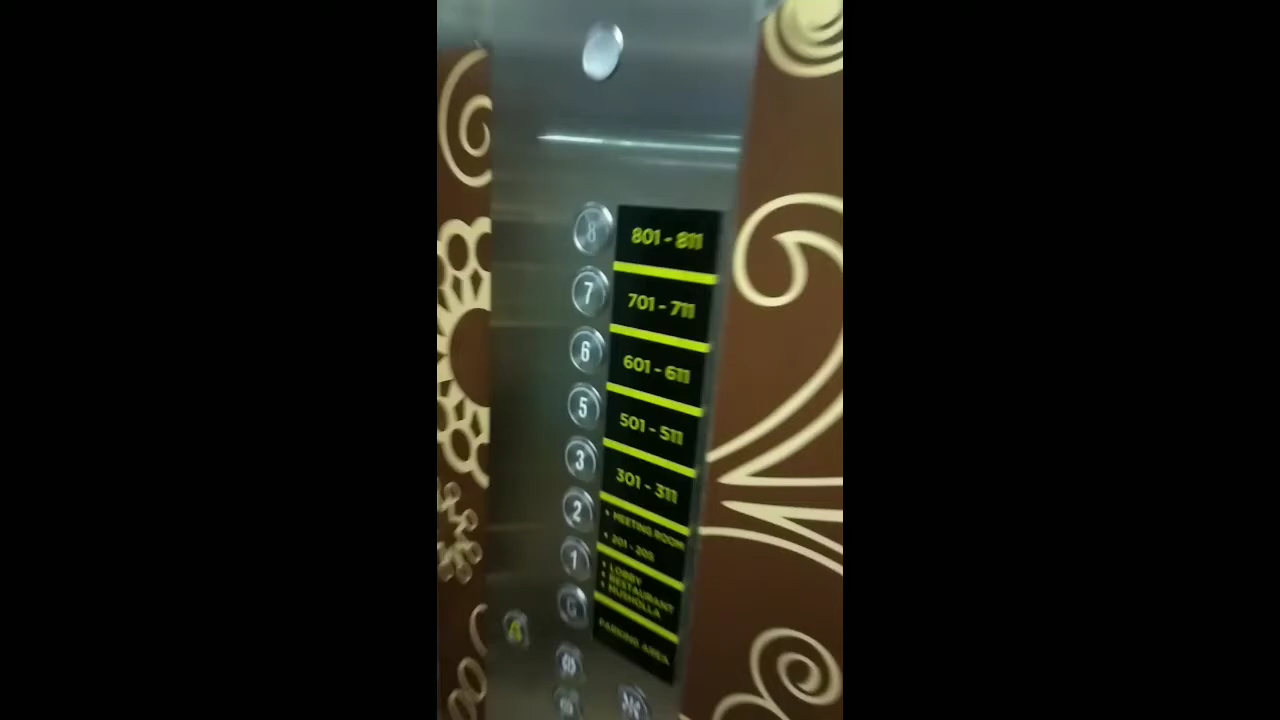 8 801 - 811
7 701 - 711
6 601 - 611
5 501 - 511
3 301 - 311
2 • MEETING ROOM
• 201 - 205
1 • LOBBY
• RESTAURANT
• MUSHOLLA
G PARKING AREA